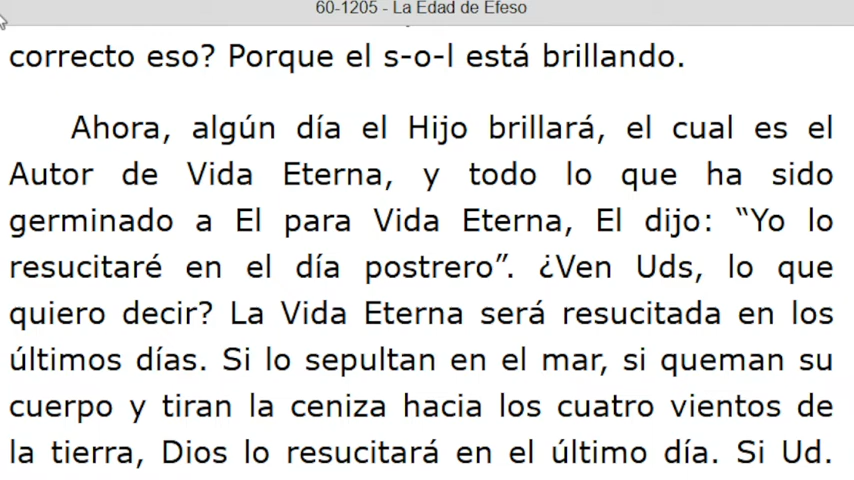 60-1205 - La Edad de Efeso
correcto eso? Porque el s-o-l está brillando.
Ahora, algún día el Hijo brillará, el cual es el
Autor de Vida Eterna, y todo lo que ha sido
germinado a El para Vida Eterna, El dijo: “Yo lo
resucitaré en el día postrero”. ¿Ven Uds, lo que
quiero decir? La Vida Eterna será resucitada en los
últimos días. Si lo sepultan en el mar, si queman su
cuerpo y tiran la ceniza hacia los cuatro vientos de
la tierra, Dios lo resucitará en el último día. Si Ud.